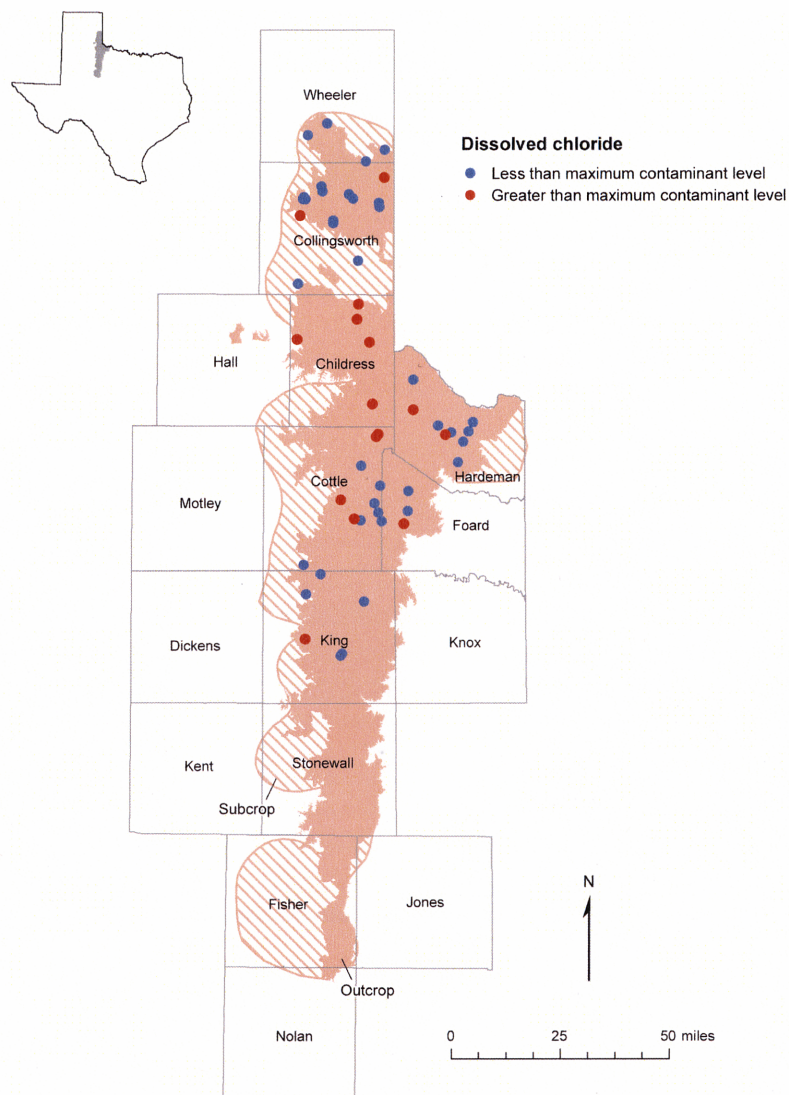 Wheeler
Dissolved chloride
Less than maximum contaminant level
Greater than maximum contaminant level
Collingsworth
Hall
Childress
Cottle
Hardeman
Motley
Foard
Dickens
King
Knox
Kent
Stonewall
Subcrop
N
Fisher
Jones
Outcrop
Nolan
0 25 50 miles